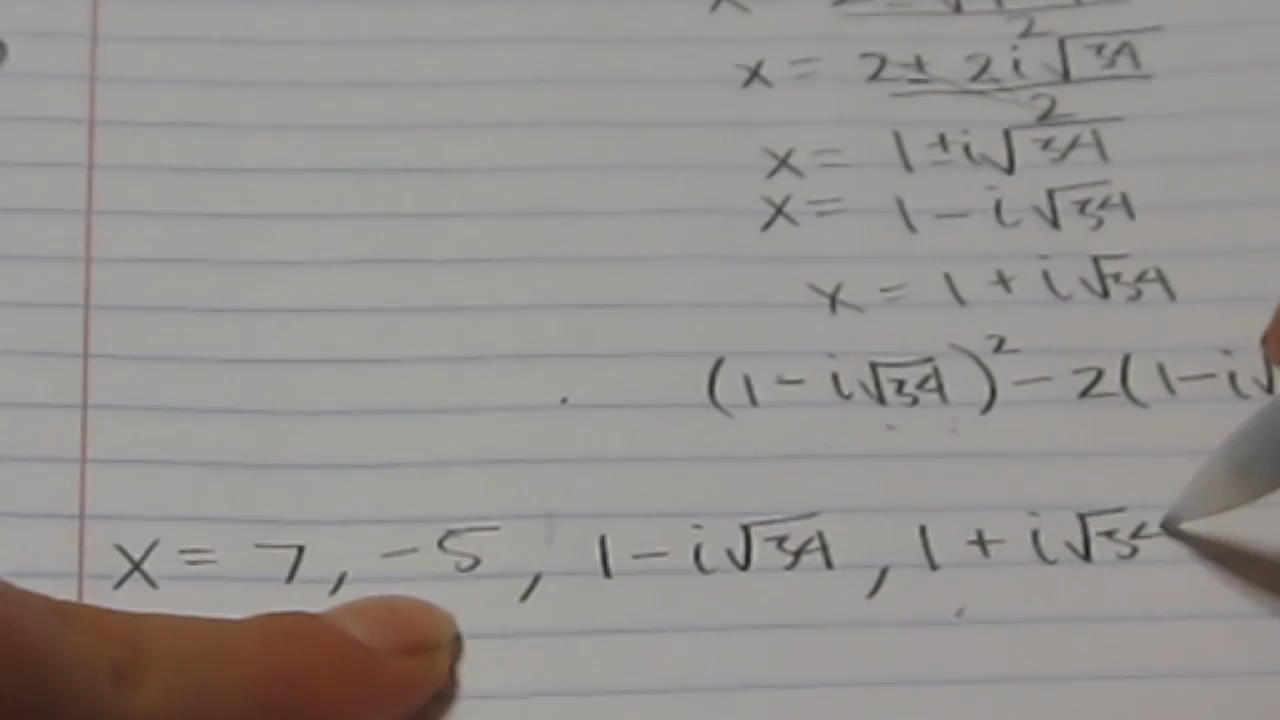 x = 2 ± 2i√34
2
x = 1 ± i√34
x = 1 - i√34
x = 1 + i√34
(1 - i√34)² - 2(1 - i√
x = 7, -5, 1 - i√34, 1 + i√34